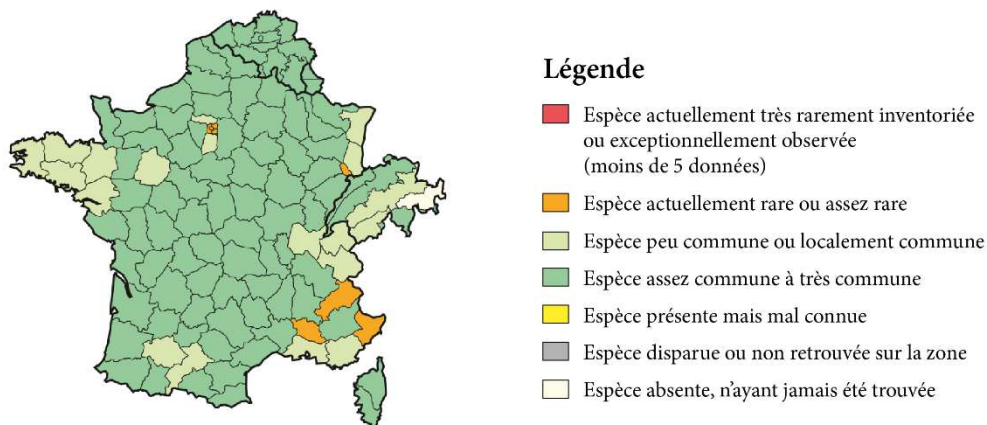 Légende
Espèce actuellement très rarement inventoriée
ou exceptionnellement observée
(moins de 5 données)
Espèce actuellement rare ou assez rare
Espèce peu commune ou localement commune
Espèce assez commune à très commune
Espèce présente mais mal connue
Espèce disparue ou non retrouvée sur la zone
Espèce absente, n'ayant jamais été trouvée